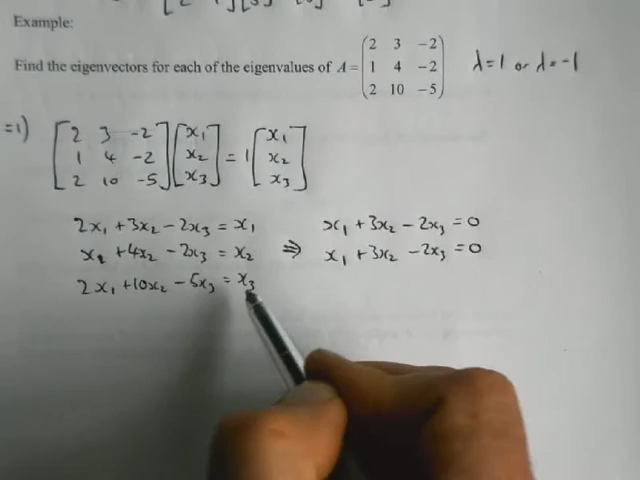 Example:
Find the eigenvectors for each of the eigenvalues of A = (2 3 -2
1 4 -2
2 10 -5) λ=1 or λ=-1
=1) [2 3 -2
1 4 -2
2 10 -5] [x₁
x₂
x₃] = 1 [x₁
x₂
x₃]
2x₁ + 3x₂ - 2x₃ = x₁ x₁ + 3x₂ - 2x₃ = 0
x₁ + 4x₂ - 2x₃ = x₂ ⇒ x₁ + 3x₂ - 2x₃ = 0
2x₁ + 10x₂ - 5x₃ = x₃